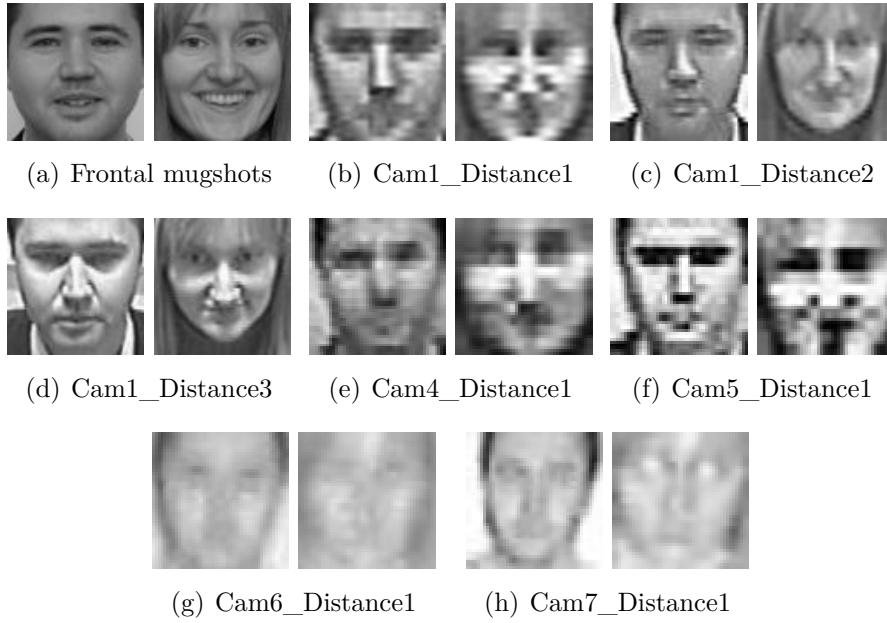 (a) Frontal mugshots
(b) Cam1_Distance1
(c) Cam1_Distance2
(d) Cam1_Distance3
(e) Cam4_Distance1
(f) Cam5_Distance1
(g) Cam6_Distance1
(h) Cam7_Distance1